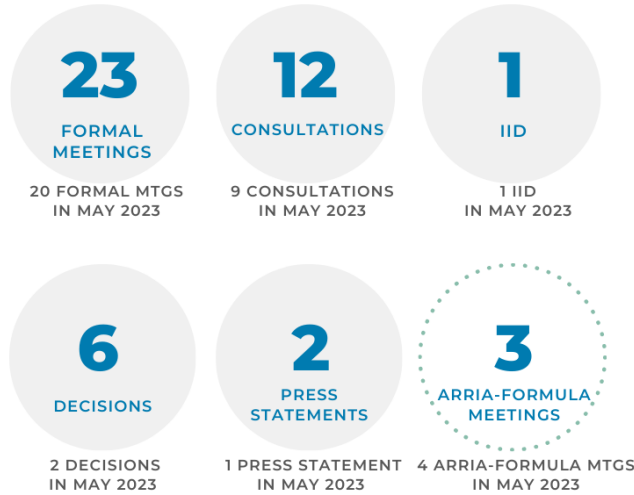 23
FORMAL
MEETINGS
20 FORMAL MTGS
IN MAY 2023
12
CONSULTATIONS
9 CONSULTATIONS
IN MAY 2023
1
IID
1 IID
IN MAY 2023
6
DECISIONS
2 DECISIONS
IN MAY 2023
2
PRESS
STATEMENTS
1 PRESS STATEMENT
IN MAY 2023
3
ARRIA-FORMULA
MEETINGS
4 ARRIA-FORMULA MTGS
IN MAY 2023